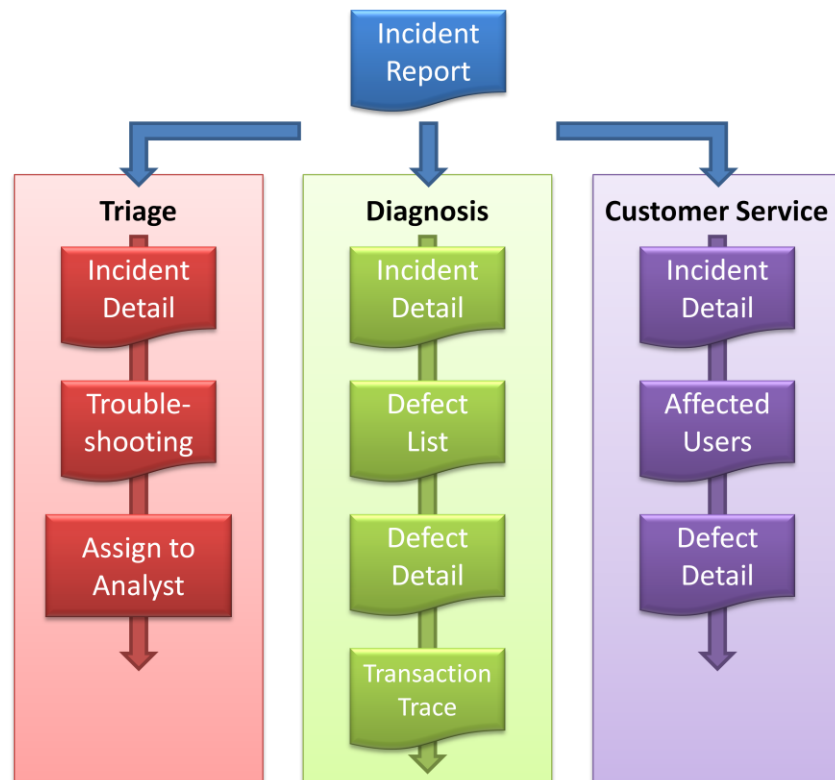 Incident
Report
Triage
Incident
Detail
Trouble-
shooting
Assign to
Analyst
Diagnosis
Incident
Detail
Defect
List
Defect
Detail
Transaction
Trace
Customer Service
Incident
Detail
Affected
Users
Defect
Detail